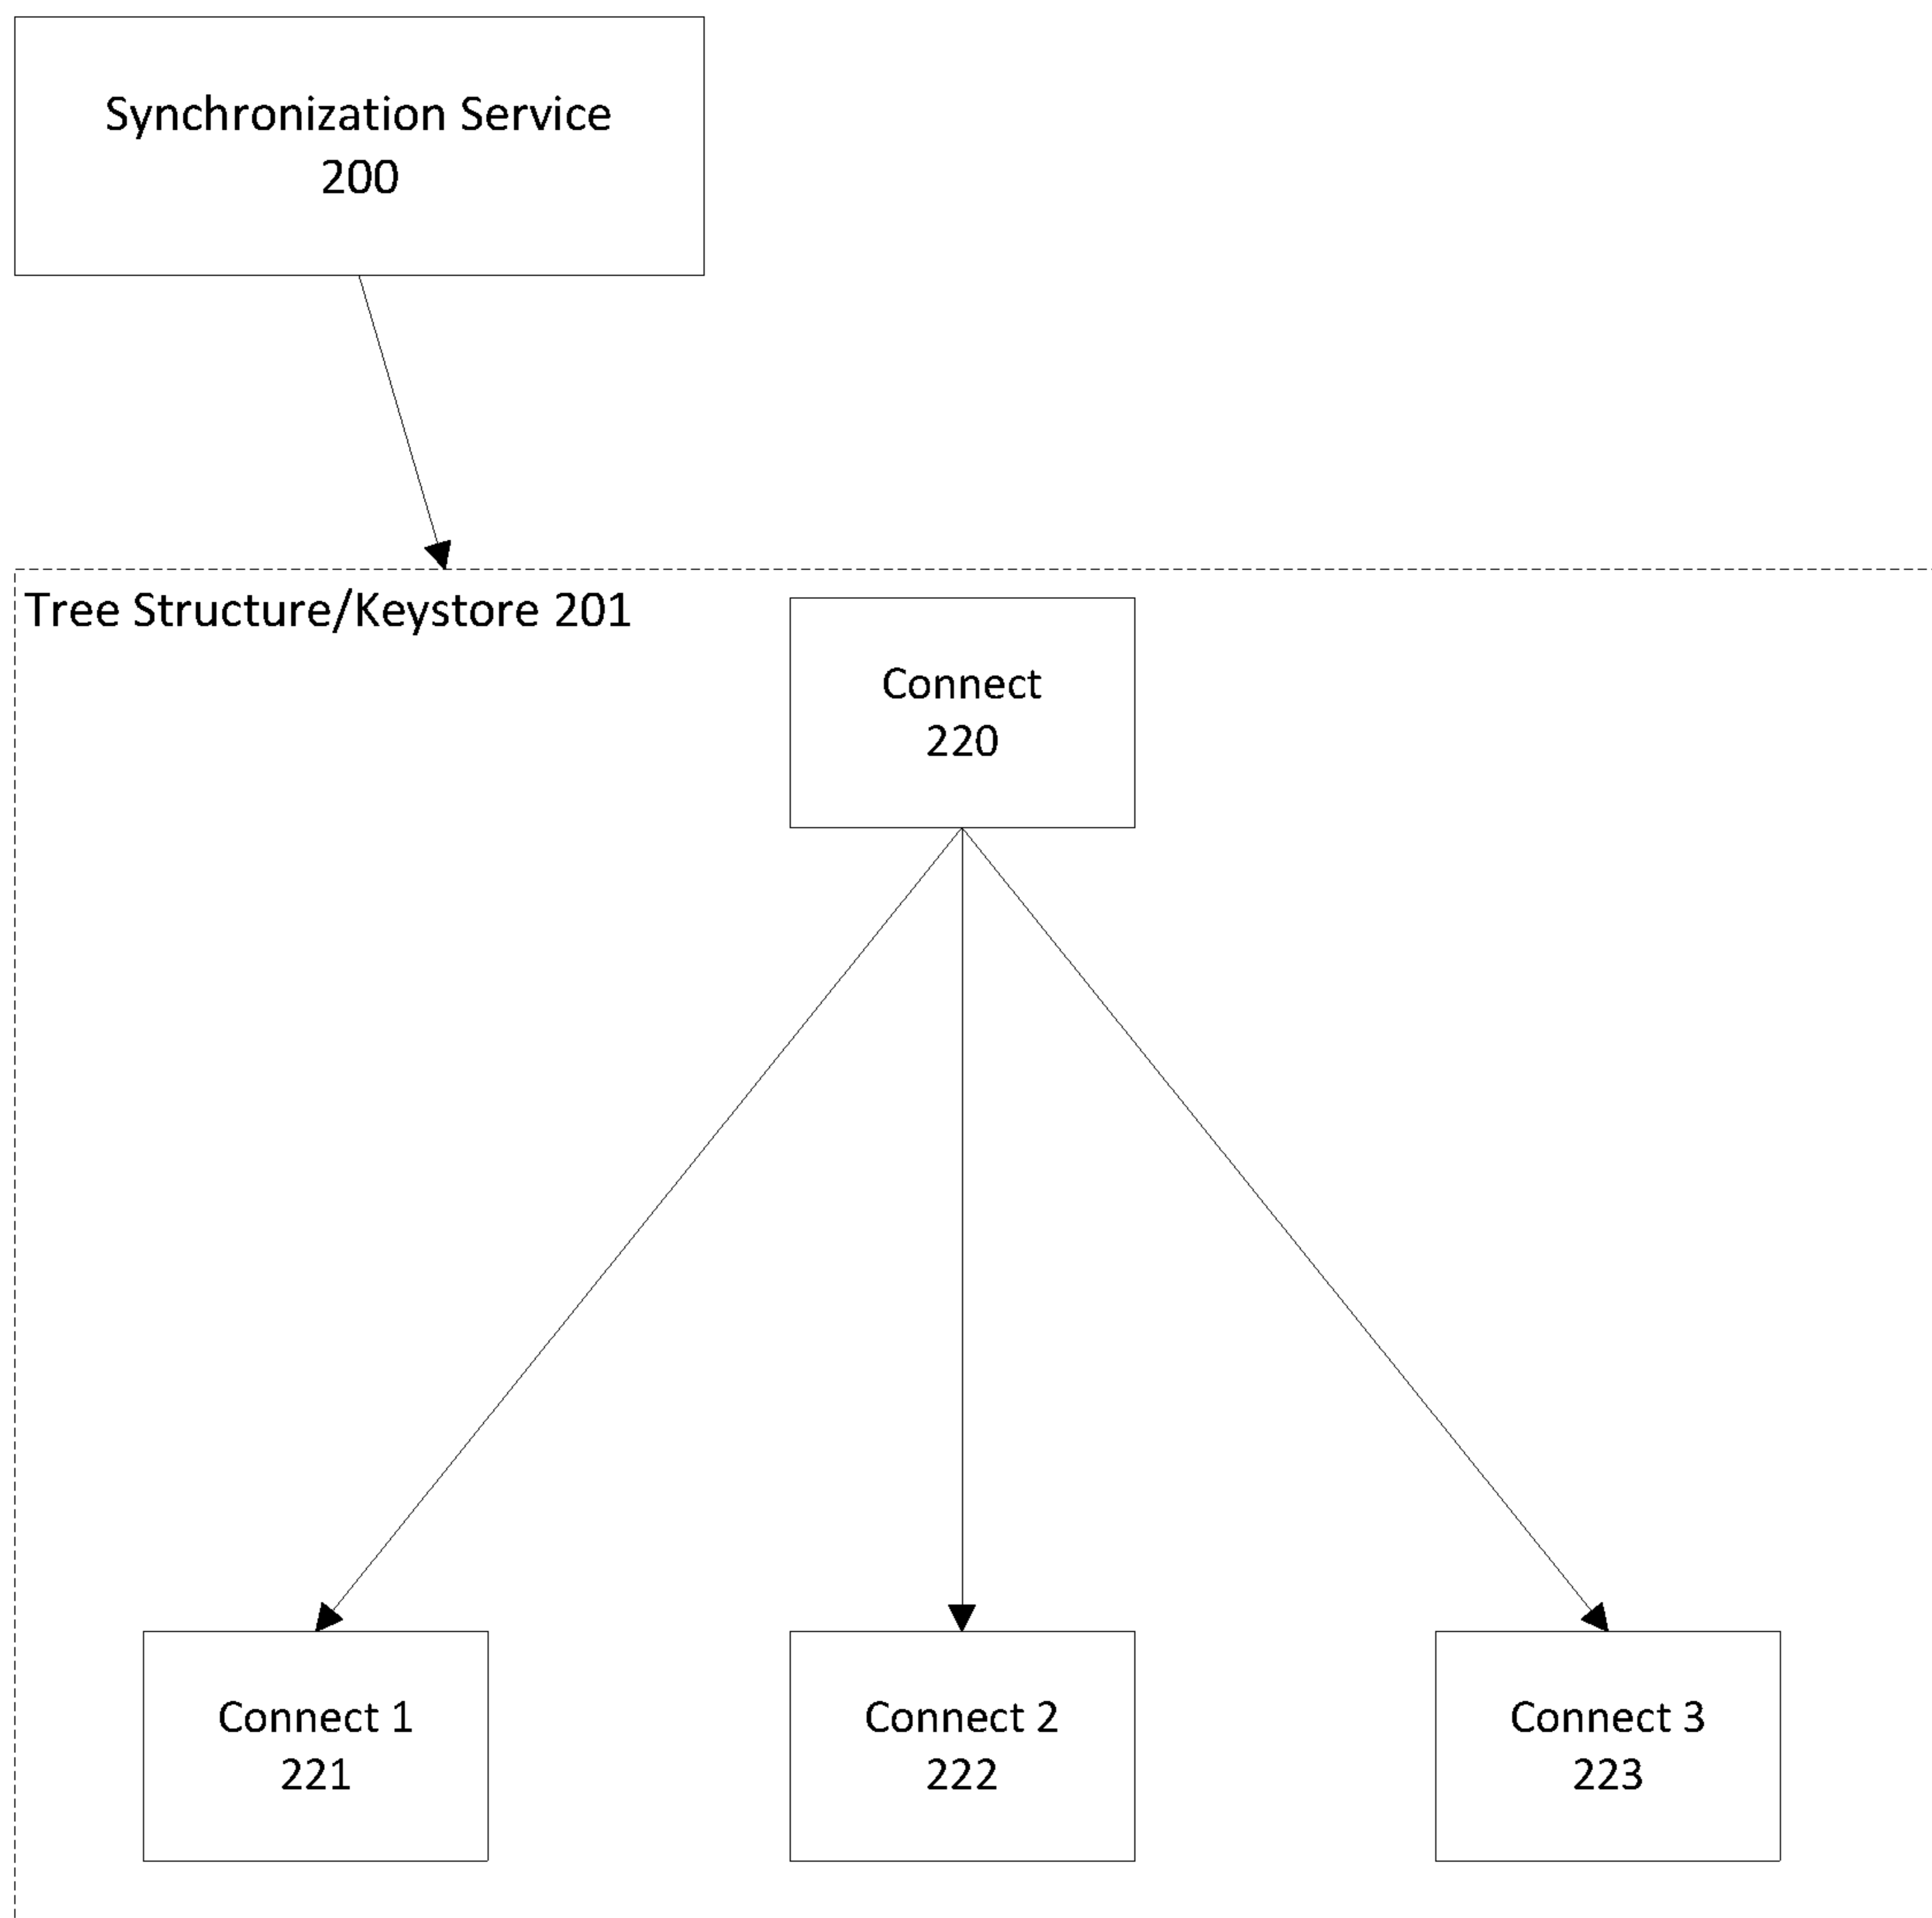 Synchronization Service
200
Tree Structure/Keystore 201
Connect
220
Connect 1
221
Connect 2
222
Connect 3
223